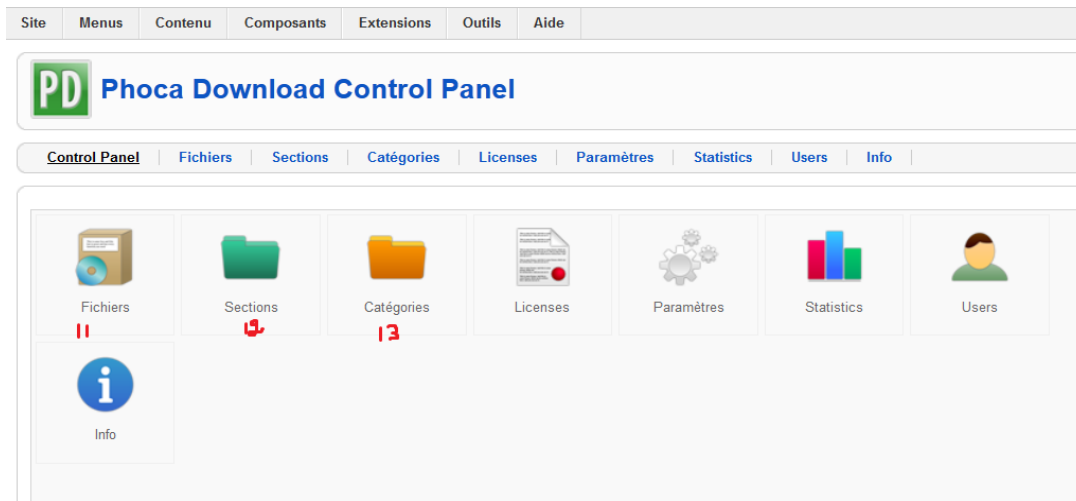 Site Menus Contenu Composants Extensions Outils Aide
PD Phoca Download Control Panel
Control Panel Fichiers Sections Catégories Licenses Paramètres Statistics Users Info
Fichiers Sections Catégories Licenses Paramètres Statistics Users
11 12 13
Info